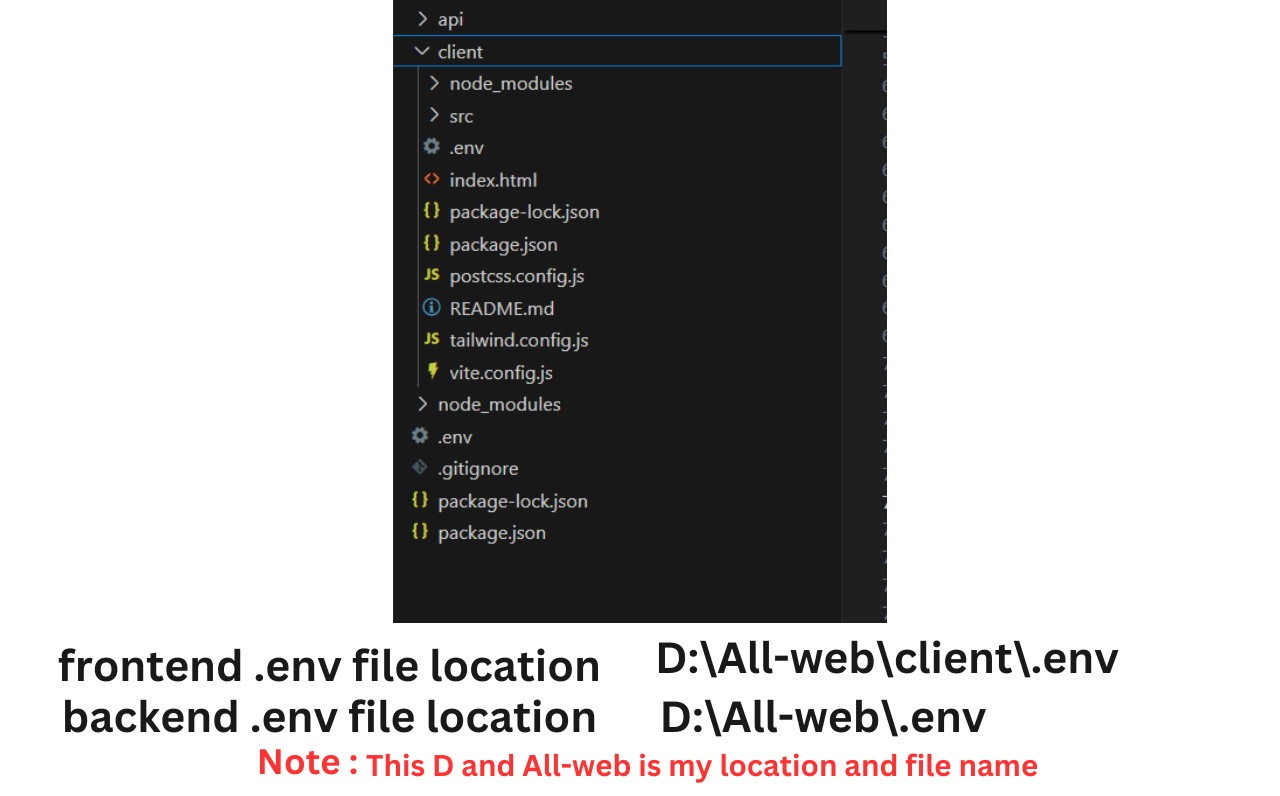 api
client
node_modules
src
.env
index.html
package-lock.json
package.json
JS postcss.config.js
README.md
JS tailwind.config.js
vite.config.js
node_modules
.env
.gitignore
package-lock.json
package.json
frontend .env file location D:\All-web\client\.env
backend .env file location D:\All-web\.env
Note : This D and All-web is my location and file name